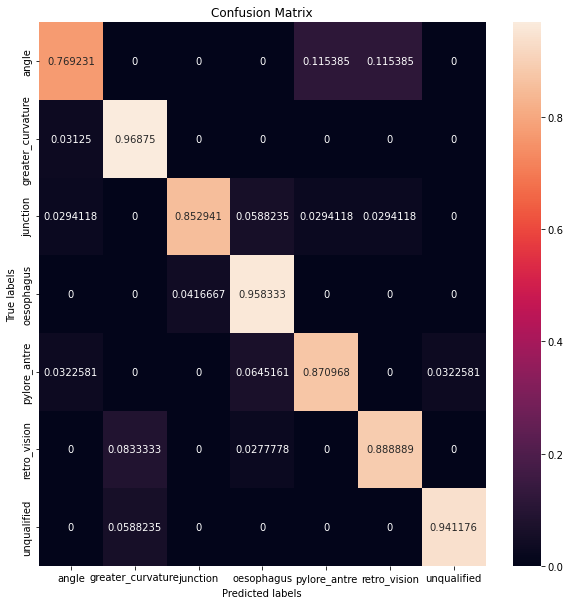 Confusion Matrix
True labels
angle
0.769231 0 0 0 0.115385 0.115385 0
greater_curvature
0.03125 0.96875 0 0 0 0 0
junction
0.0294118 0 0.852941 0.0588235 0.0294118 0.0294118 0
oesophagus
0 0 0.0416667 0.958333 0 0 0
pylore_antre
0.0322581 0 0 0.0645161 0.870968 0 0.0322581
retro_vision
0 0.0833333 0 0.0277778 0 0.888889 0
unqualified
0 0.0588235 0 0 0 0 0.941176
angle greater_curvature junction oesophagus pylore_antre retro_vision unqualified
Predicted labels
0.8
0.6
0.4
0.2
0.0